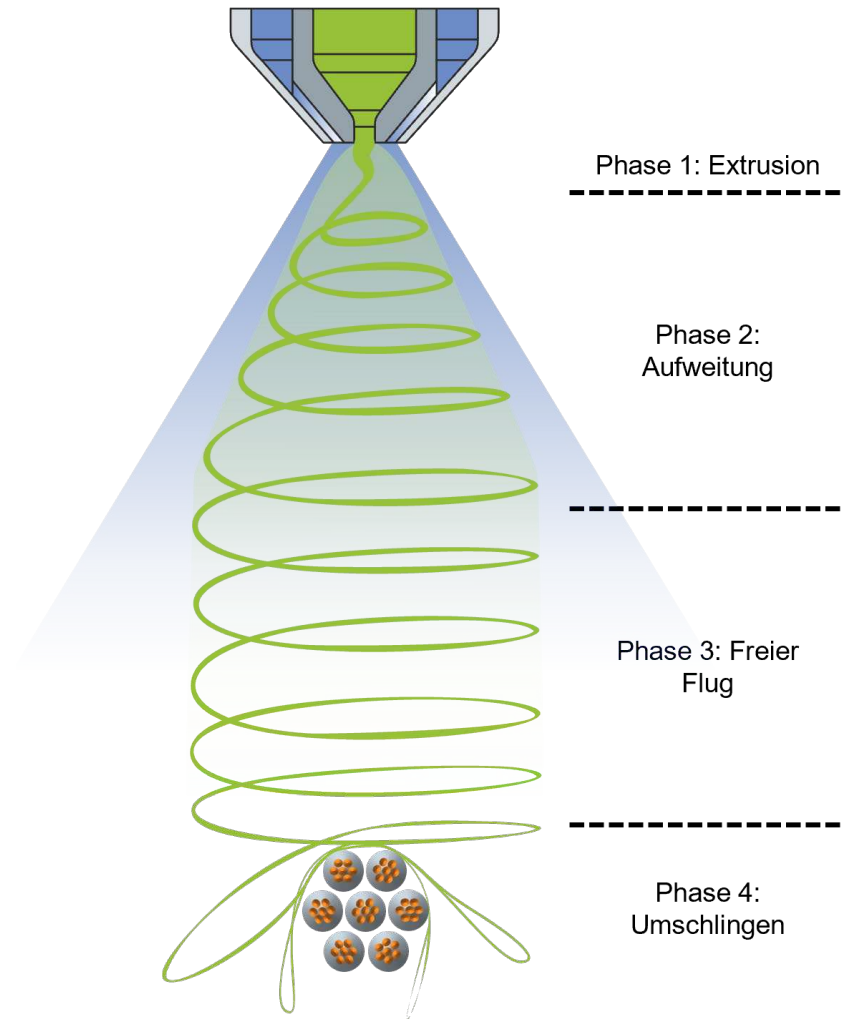 Phase 1: Extrusion
Phase 2:
Aufweitung
Phase 3: Freier
Flug
Phase 4:
Umschlingen